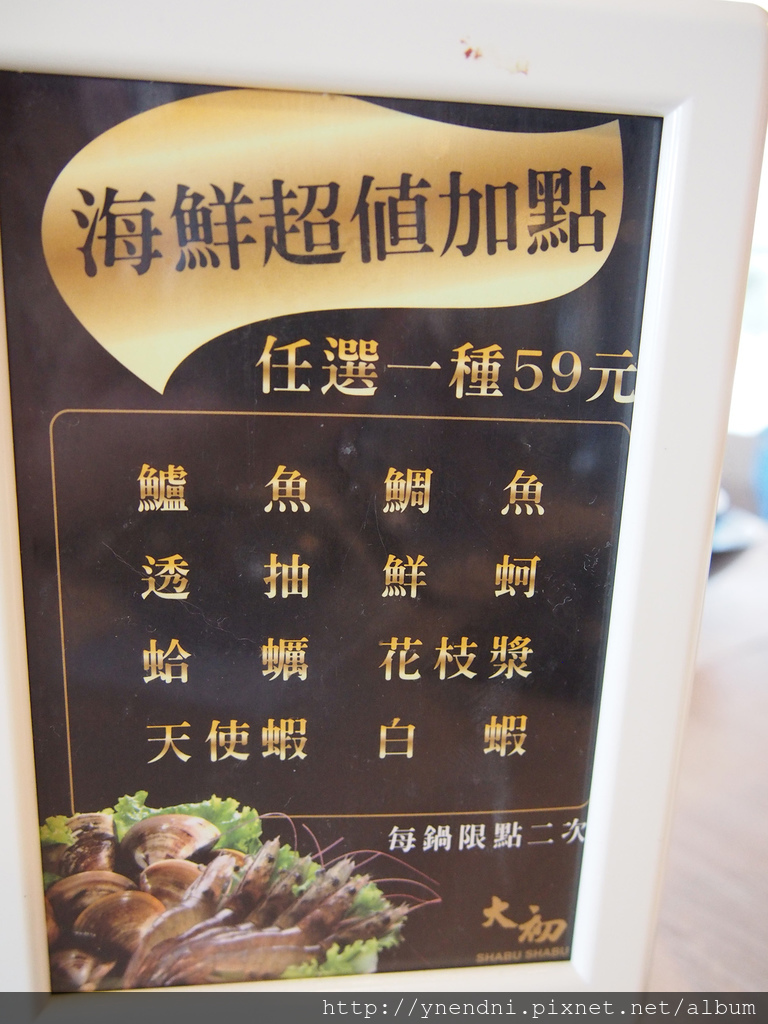 海鮮超值加點
任選一種59元
鱸魚 鯛魚
透抽 鮮蚵
蛤蠣 花枝漿
天使蝦 白蝦
每鍋限點二次
大初
SHABU SHABU
http://ynendni.pixnet.net/album